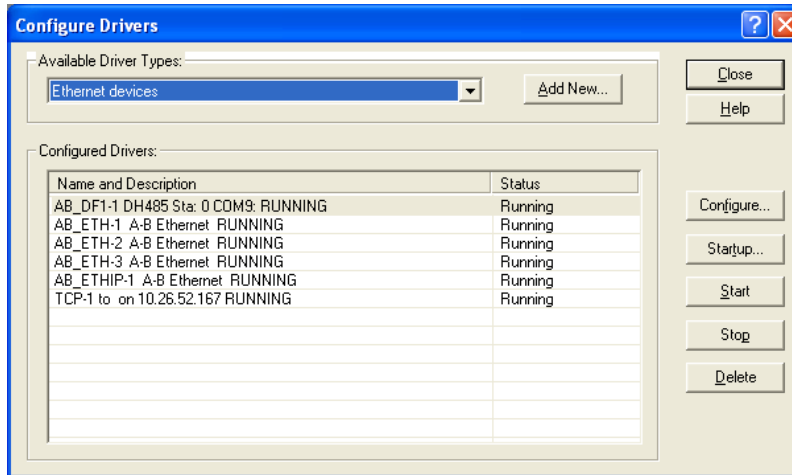 Configure Drivers
Available Driver Types:
Ethernet devices
Add New...
Close
Help
Configured Drivers:
Name and Description Status
AB_DF1-1 DH485 Sta: 0 COM9: RUNNING Running
AB_ETH-1 A-B Ethernet RUNNING Running
AB_ETH-2 A-B Ethernet RUNNING Running
AB_ETH-3 A-B Ethernet RUNNING Running
AB_ETHIP-1 A-B Ethernet RUNNING Running
TCP-1 to on 10.26.52.167 RUNNING Running
Configure...
Startup...
Start
Stop
Delete